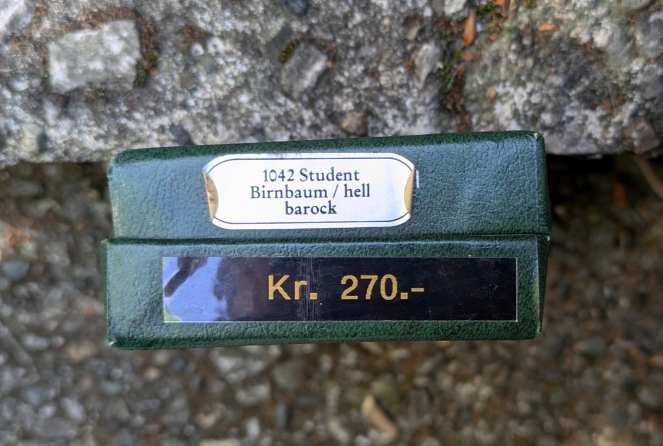 1042 Student
Birnbaum / hell
barock
Kr. 270.-